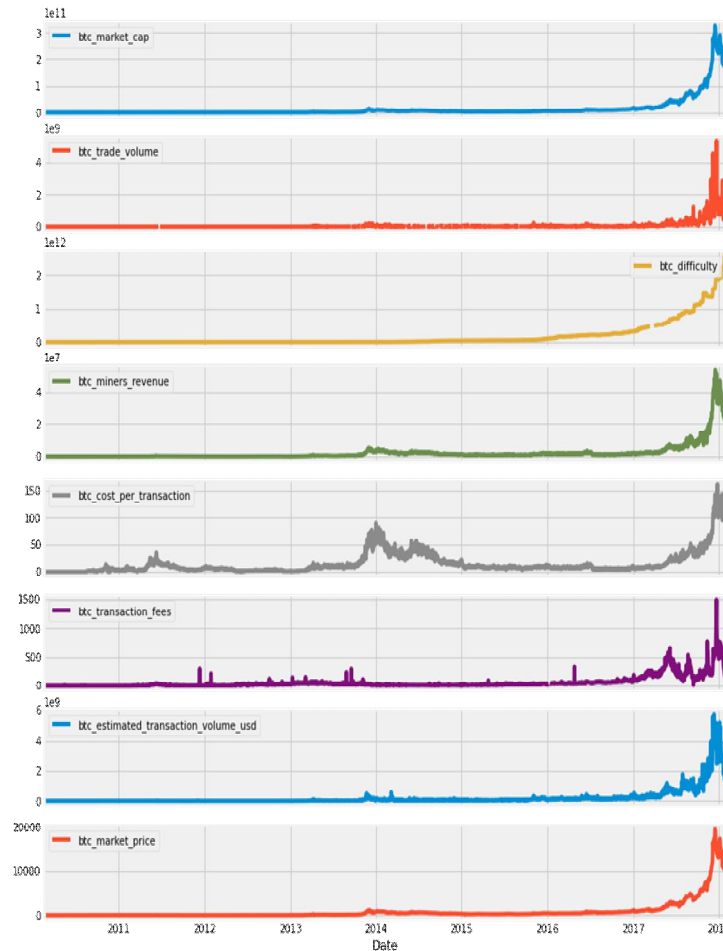 1e11
3
btc_market_cap
2
1
0
1e9
btc_trade_volume
4
2
0
1e12
2
btc_difficulty
1
0
1e7
btc_miners_revenue
4
2
0
150
btc_cost_per_transaction
100
50
0
1500
btc_transaction_fees
1000
500
0
1e9
6
btc_estimated_transaction_volume_usd
4
2
0
20000
btc_market_price
10000
0
2011 2012 2013 2014 2015 2016 2017 201
Date